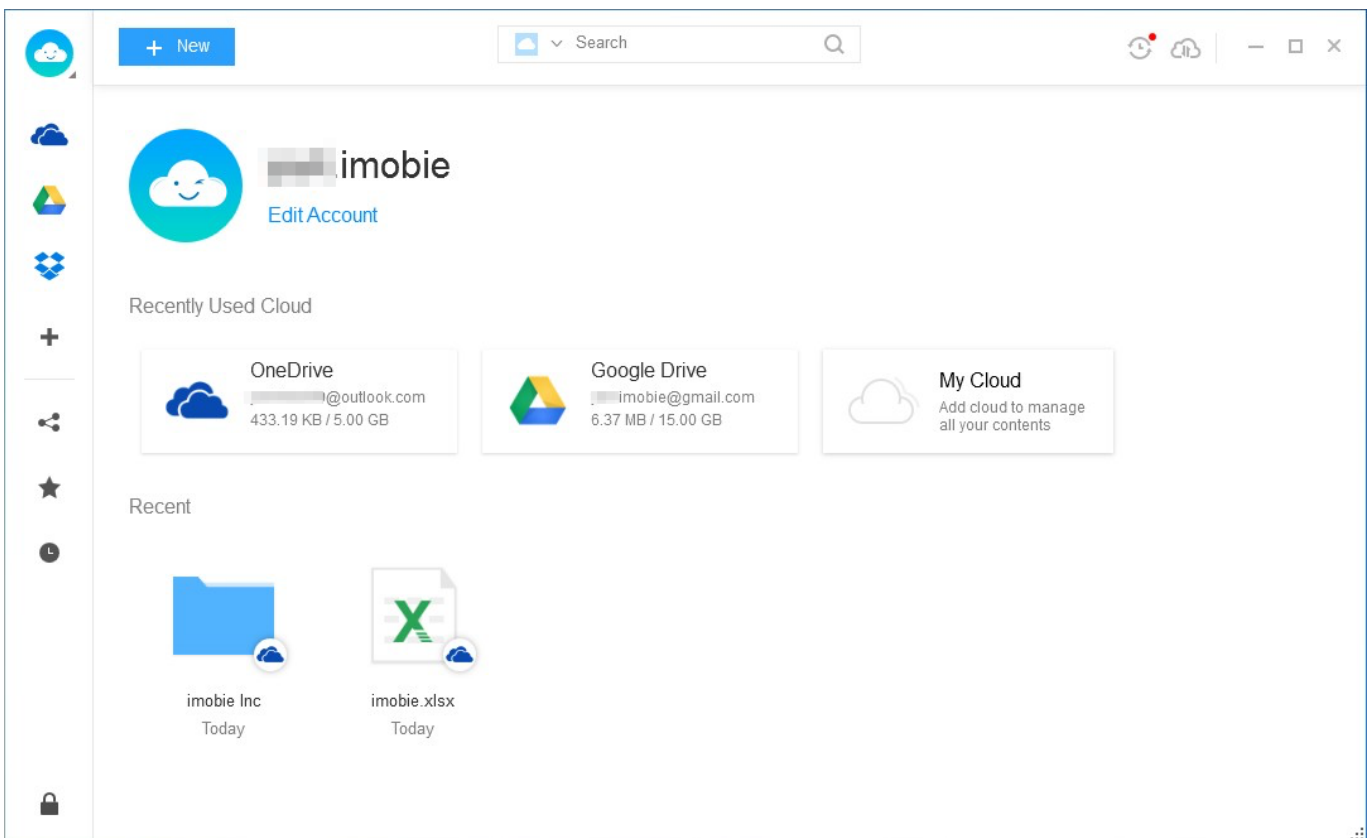 + New
Search
.imobie
Edit Account
Recently Used Cloud
OneDrive
@outlook.com
433.19 KB / 5.00 GB
Google Drive
imobie@gmail.com
6.37 MB / 15.00 GB
My Cloud
Add cloud to manage
all your contents
Recent
imobie Inc
Today
imobie.xlsx
Today